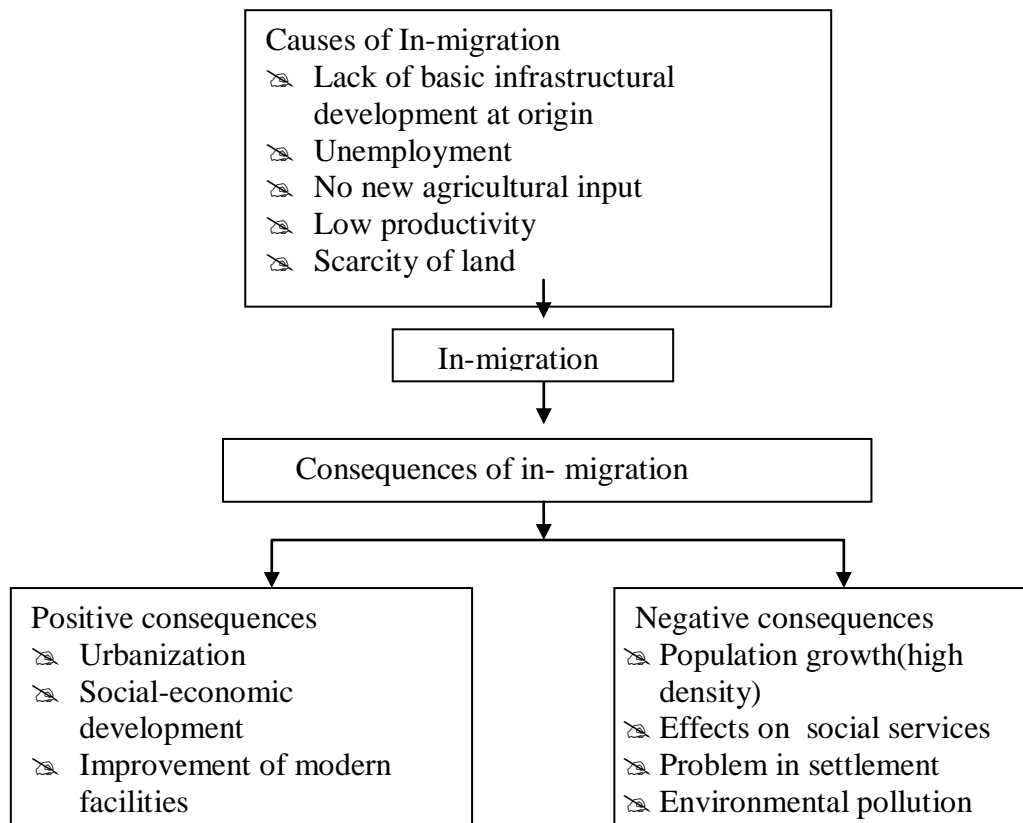 Causes of In-migration
Lack of basic infrastructural
development at origin
Unemployment
No new agricultural input
Low productivity
Scarcity of land
In-migration
Consequences of in- migration
Positive consequences
Urbanization
Social-economic
development
Improvement of modern
facilities
Negative consequences
Population growth(high
density)
Effects on  social services
Problem in settlement
Environmental pollution